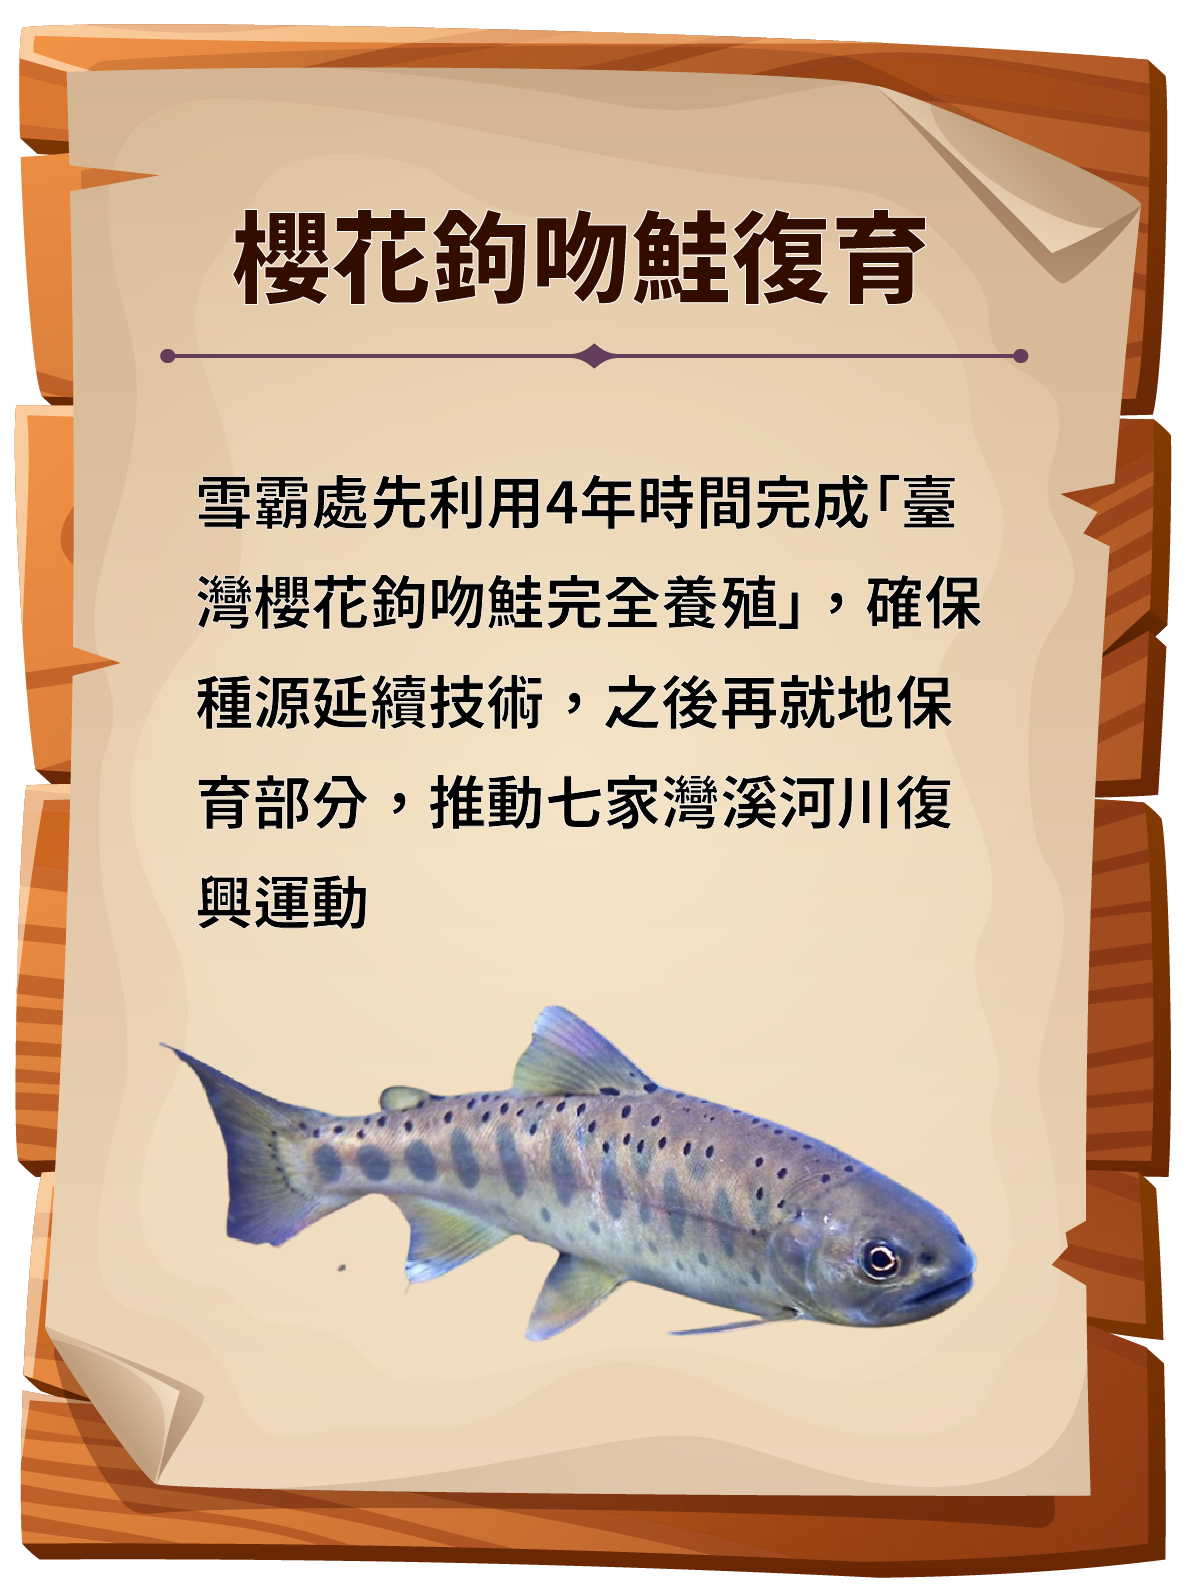 櫻花鉤吻鮭復育
雪霸處先利用4年時間完成「臺
灣櫻花鉤吻鮭完全養殖」，確保
種源延續技術，之後再就地保
育部分，推動七家灣溪河川復
興運動